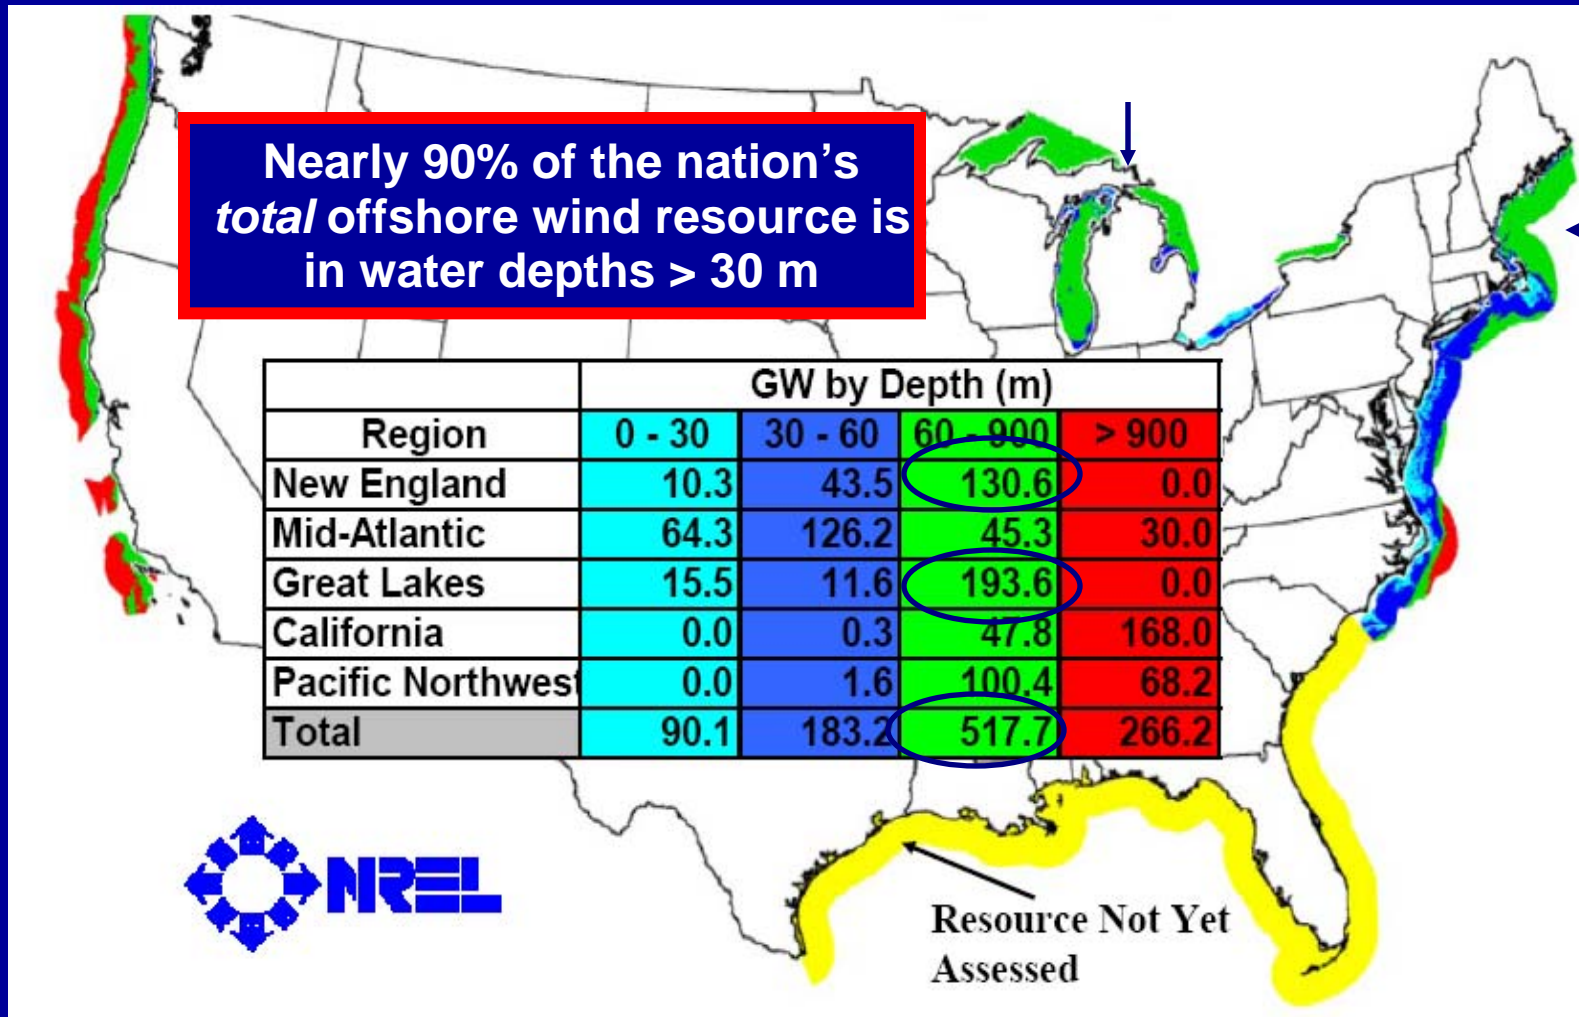 Nearly 90% of the nation’s
total offshore wind resource is
in water depths > 30 m
GW by Depth (m)
Region 0 - 30 30 - 60 60 - 900 > 900
New England 10.3 43.5 130.6 0.0
Mid-Atlantic 64.3 126.2 45.3 30.0
Great Lakes 15.5 11.6 193.6 0.0
California 0.0 0.3 47.8 168.0
Pacific Northwest 0.0 1.6 100.4 68.2
Total 90.1 183.2 517.7 266.2
NREL
Resource Not Yet
Assessed